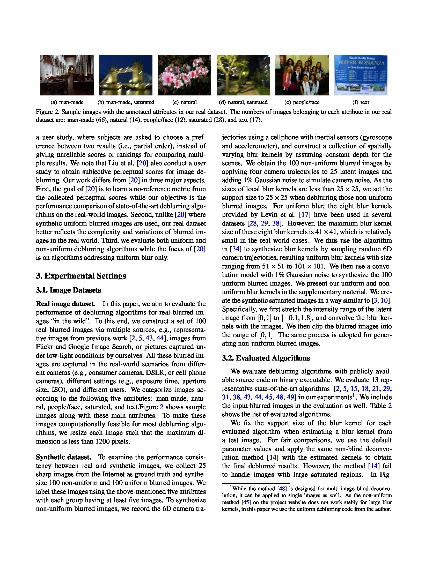 (a) man-made
(b) man-made, saturated
(c) natural
(d) natural, saturated
(e) people/face
(f) text
Figure 2. Sample images with the annotated attributes in our real dataset. The numbers of images belonging to each attribute in our real
dataset are: man-made (66), natural (14), people/face (12), saturated (28), and text (17).
a user study, where subjects are asked to choose a pref-
erence between two results (i.e., partial order), instead of
giving unreliable scores or rankings for comparing multi-
ple results. We note that Liu et al. [20] also conduct a user
study to obtain subjective perceptual scores for image de-
blurring. Our work differs from [20] in three major aspects.
First, the goal of [20] is to learn a no-reference metric from
the collected perceptual scores while our objective is the
performance comparison of state-of-the-art deblurring algo-
rithms on the real-world images. Second, unlike [20] where
synthetic uniform blurred images are used, our real dataset
better reflects the complexity and variations of blurred im-
ages in the real world. Third, we evaluate both uniform and
non-uniform deblurring algorithms while the focus of [20]
is on algorithms addressing uniform blur only.
3. Experimental Settings
3.1. Image Datasets
Real image dataset. In this paper, we aim to evaluate the
performance of deblurring algorithms for real blurred im-
ages "in the wild". To this end, we construct a set of 100
real blurred images via multiple sources, e.g., representa-
tive images from previous work [2, 5, 43, 44], images from
Flickr and Google Image Search, or pictures captured un-
der low light conditions by ourselves. All these blurred im-
ages are captured in the real-world scenarios from differ-
ent cameras (e.g., consumer cameras, DSLR, or cell phone
cameras), different settings (e.g., exposure time, aperture
size, ISO), and different users. We categorize images ac-
cording to the following five attributes: man-made, natu-
ral, people/face, saturated, and text. Figure 2 shows sample
images along with these main attributes. To make these
images computationally feasible for most deblurring algo-
rithms, we resize each image such that the maximum di-
mension is less than 1200 pixels.
Synthetic dataset. To examine the performance consis-
tency between real and synthetic images, we collect 25
sharp images from the Internet as ground truth and synthe-
size 100 non-uniform and 100 uniform blurred images. We
label these images using the above-mentioned five attributes
with each group having at least five images. To synthesize
non-uniform blurred images, we record the 6D camera tra-
jectories using a cellphone with inertial sensors (gyroscope
and accelerometer), and construct a collection of spatially
varying blur kernels by assuming constant depth for the
scenes. We obtain the 100 non-uniform blurred images by
applying four camera trajectories to 25 latent images and
adding 1% Gaussian noise to simulate camera noise. As the
sizes of local blur kernels are less than 25 × 25, we set the
support size to 25 × 25 when deblurring those non-uniform
blurred images. For uniform blur, the eight blur kernels
provided by Levin et al. [17] have been used in several
datasets [28, 29, 38]. However, the maximum blur kernel
size of these eight blur kernels is 41 × 41, which is relatively
small in the real world cases. We thus use the algorithm
in [34] to synthesize blur kernels by sampling random 6D
camera trajectories, resulting uniform blur kernels with size
ranging from 51 × 51 to 101 × 101. We then use a convo-
lution model with 1% Gaussian noise to synthesize the 100
uniform blurred images. We present our uniform and non-
uniform blur kernels in the supplementary material. We cre-
ate the synthetic saturated images in a way similar to [3, 10].
Specifically, we first stretch the intensity range of the latent
image from [0, 1] to [−0.1, 1.8], and convolve the blur ker-
nels with the images. We then clip the blurred images into
the range of [0, 1]. The same process is adopted for gener-
ating non uniform blurred images.
3.2. Evaluated Algorithms
We evaluate deblurring algorithms with publicly avail-
able source code or binary executable. We evaluate 13 rep-
resentative state-of-the-art algorithms [2, 5, 15, 18, 21, 29,
31, 38, 43, 44, 45, 48, 49] in our experiments¹. We include
the input blurred images in the evaluation as well. Table 2
shows the list of evaluated algorithms.
We fix the support size of the blur kernel for each
evaluated algorithm when estimating a blur kernel from
a test image. For fair comparisons, we use the default
parameter values and apply the same non-blind deconvo-
lution method [14] with the estimated kernels to obtain
the final deblurred results. However, the method [14] fail
to handle images with large saturated regions. In Fig-
¹While the method [48] is designed for multi-image blind deconvo-
lution, it can be applied to single images as well. As the non-uniform
method [45] on the project website does not work stably for large blur
kernels, in this paper we use the uniform deblurring code from the author.